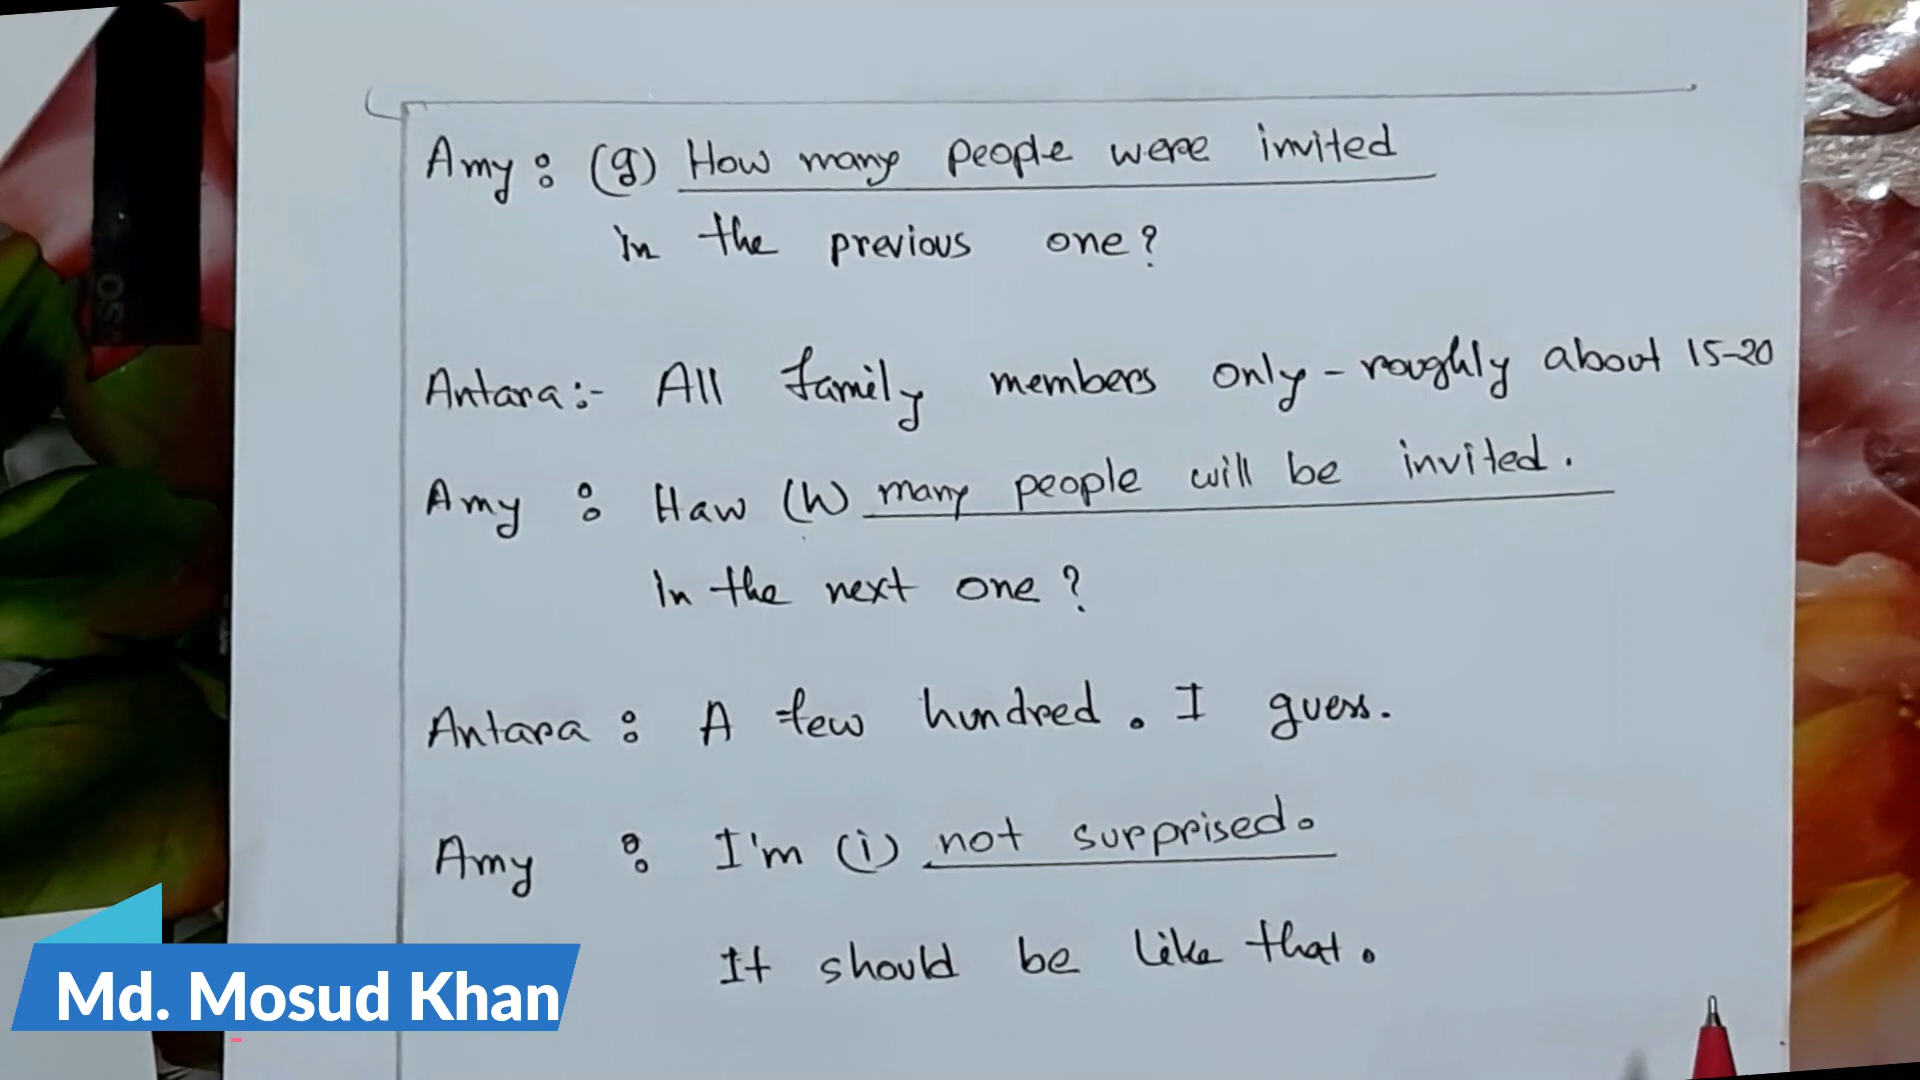 Amy : (g) How many people were invited
in the previous one?
Antara:- All family members only - roughly about 15-20
Amy : Haw (h) many people will be invited.
in the next one?
Antara : A few hundred. I guess.
Amy : I'm (i) not surprised.
It should be like that.
Md. Mosud Khan